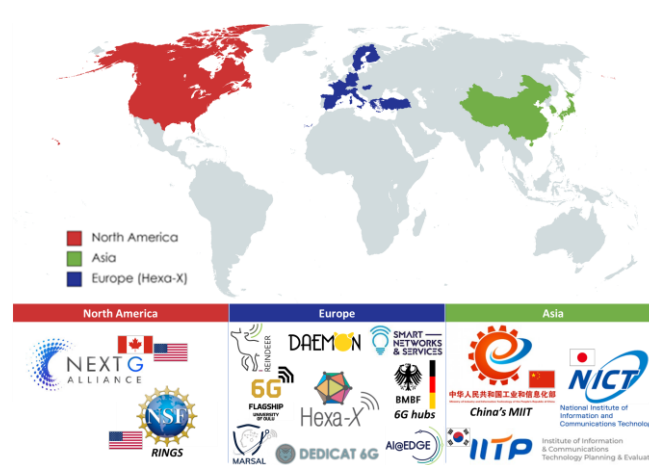 North America
Asia
Europe (Hexa-X)
North America
Europe
Asia
NEXT G
ALLIANCE
NSF
RINGS
REINDEER
DAEMON
SMART
NETWORKS
& SERVICES
6G
FLAGSHIP
UNIVERSITY
OF OULU
Hexa-X
BMBF
6G hubs
MARSAL
DEDICAT 6G
AI@EDGE
中华人民共和国工业和信息化部
China's MIIT
NICT
National Institute of
Information and
Communications Technolog
IITP
Institute of Information
& Communications
Technology Planning & Evaluat